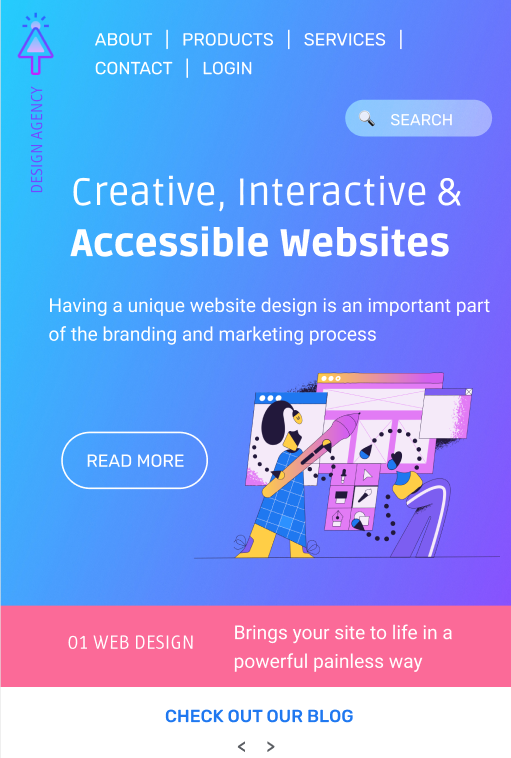 ABOUT | PRODUCTS | SERVICES |
CONTACT | LOGIN
DESIGN AGENCY
SEARCH
Creative, Interactive &
Accessible Websites
Having a unique website design is an important part
of the branding and marketing process
READ MORE
01 WEB DESIGN
Brings your site to life in a
powerful painless way
CHECK OUT OUR BLOG
< >